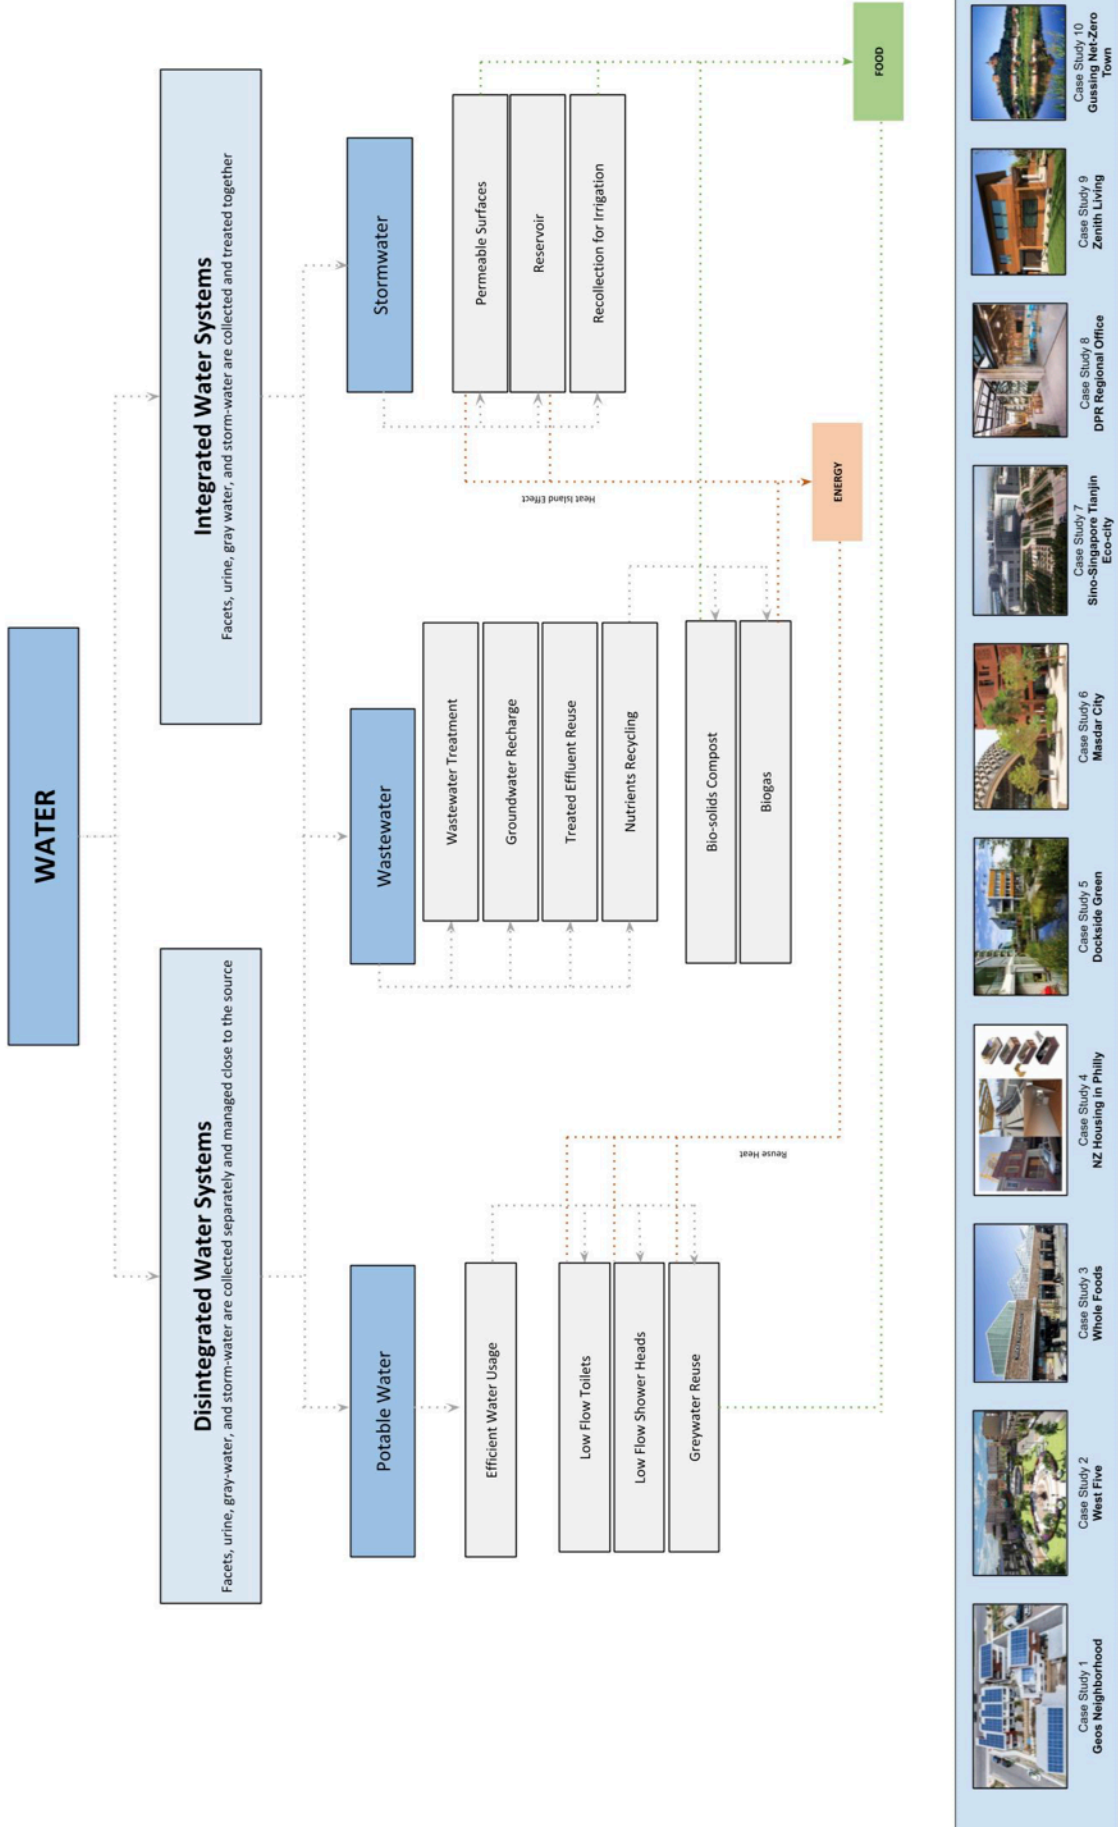 WATER
Disintegrated Water Systems
Facets, urine, gray-water, and storm-water are collected separately and managed close to the source
Integrated Water Systems
Facets, urine, gray water, and storm-water are collected and treated together
Potable Water
Efficient Water Usage
Low Flow Toilets
Low Flow Shower Heads
Greywater Reuse
Reuse Heat
Wastewater
Wastewater Treatment
Groundwater Recharge
Treated Effluent Reuse
Nutrients Recycling
Bio-solids Compost
Biogas
Stormwater
Permeable Surfaces
Reservoir
Recollection for Irrigation
Heat Island Effect
ENERGY
FOOD
Case Study 1
Geos Neighborhood
Case Study 2
West Five
Case Study 3
Whole Foods
Case Study 4
NZ Housing in Philly
Case Study 5
Dockside Green
Case Study 6
Masdar City
Case Study 7
Sino-Singapore Tianjin
Eco-city
Case Study 8
DPR Regional Office
Case Study 9
Zenith Living
Case Study 10
Gussing Net-Zero
Town